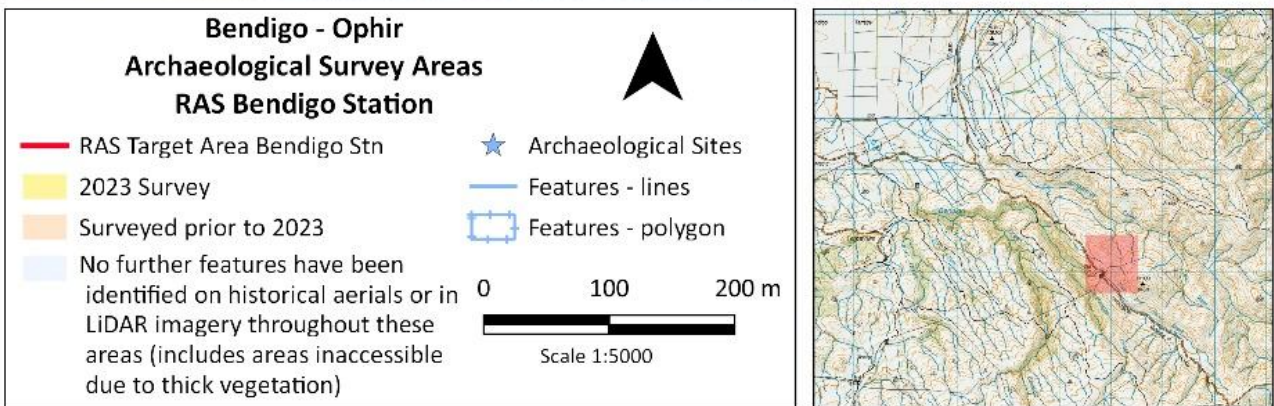 Bendigo - Ophir
Archaeological Survey Areas
RAS Bendigo Station
RAS Target Area Bendigo Stn
2023 Survey
Surveyed prior to 2023
No further features have been
identified on historical aerials or in
LiDAR imagery throughout these
areas (includes areas inaccessible
due to thick vegetation)
Archaeological Sites
Features - lines
Features - polygon
0 100 200 m
Scale 1:5000